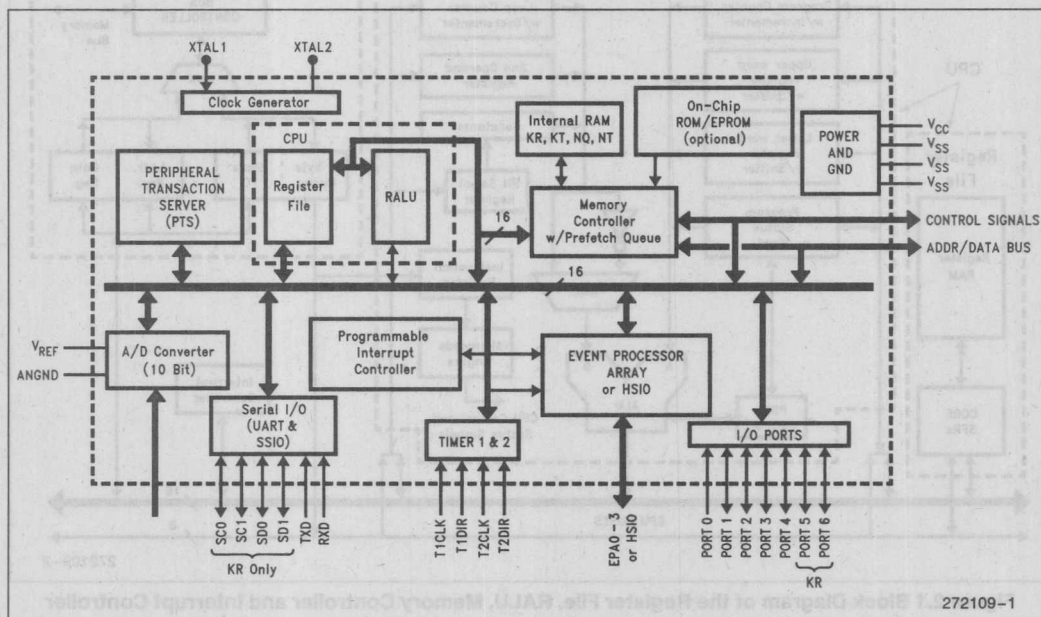 XTAL1
XTAL2
Clock Generator
CPU
PERIPHERAL
TRANSACTION
SERVER
(PTS)
Register
File
RALU
Internal RAM
KR, KT, NQ, NT
On-Chip
ROM/EPROM
(optional)
POWER
AND
GND
VCC
VSS
VSS
VSS
Memory
Controller
w/Prefetch Queue
16
CONTROL SIGNALS
ADDR/DATA BUS
16
VREF
ANGND
A/D Converter
(10 Bit)
Programmable
Interrupt
Controller
EVENT PROCESSOR
ARRAY
or HSIO
Serial I/O
(UART &
SSIO)
TIMER 1 & 2
I/O PORTS
SC0
SC1
SD0
SD1
TXD
RXD
KR Only
T1CLK
T1DIR
T2CLK
T2DIR
EPA0-3
or HSIO
PORT 0
PORT 1
PORT 2
PORT 3
PORT 4
PORT 5
PORT 6
KR
272109-1